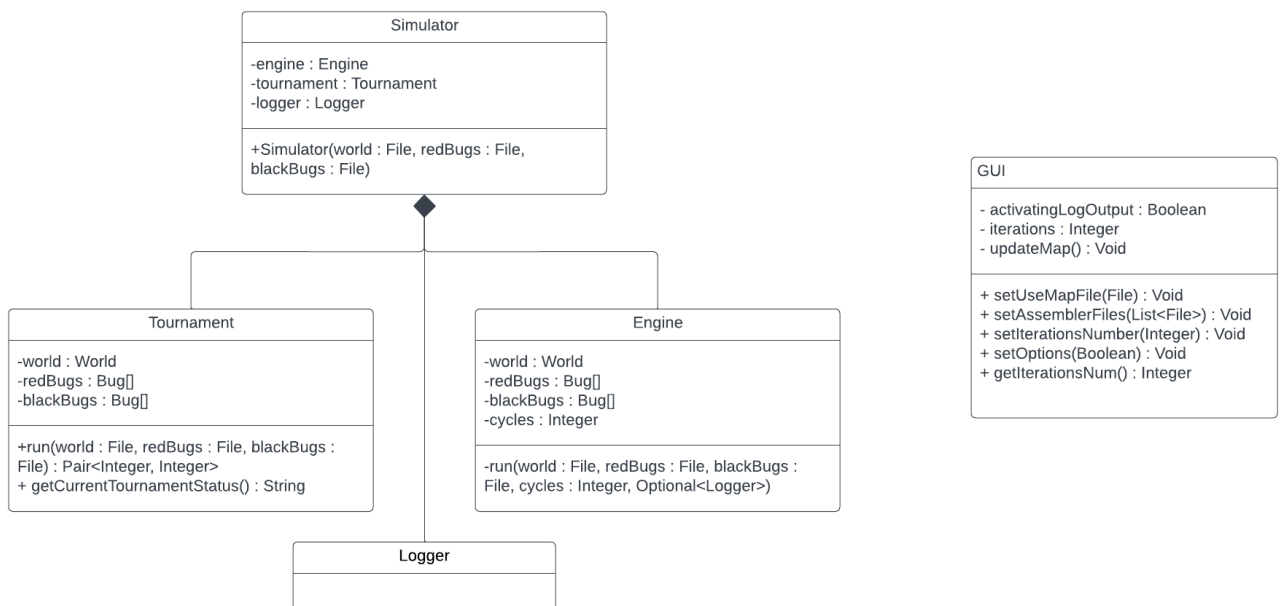 Simulator
-engine : Engine
-tournament : Tournament
-logger : Logger
+Simulator(world : File, redBugs : File,
blackBugs : File)
GUI
- activatingLogOutput : Boolean
- iterations : Integer
- updateMap() : Void
+ setUseMapFile(File) : Void
+ setAssemblerFiles(List<File>) : Void
+ setIterationsNumber(Integer) : Void
+ setOptions(Boolean) : Void
+ getIterationsNum() : Integer
Tournament
-world : World
-redBugs : Bug[]
-blackBugs : Bug[]
+run(world : File, redBugs : File, blackBugs :
File) : Pair<Integer, Integer>
+ getCurrentTournamentStatus() : String
Engine
-world : World
-redBugs : Bug[]
-blackBugs : Bug[]
-cycles : Integer
-run(world : File, redBugs : File, blackBugs :
File, cycles : Integer, Optional<Logger>)
Logger